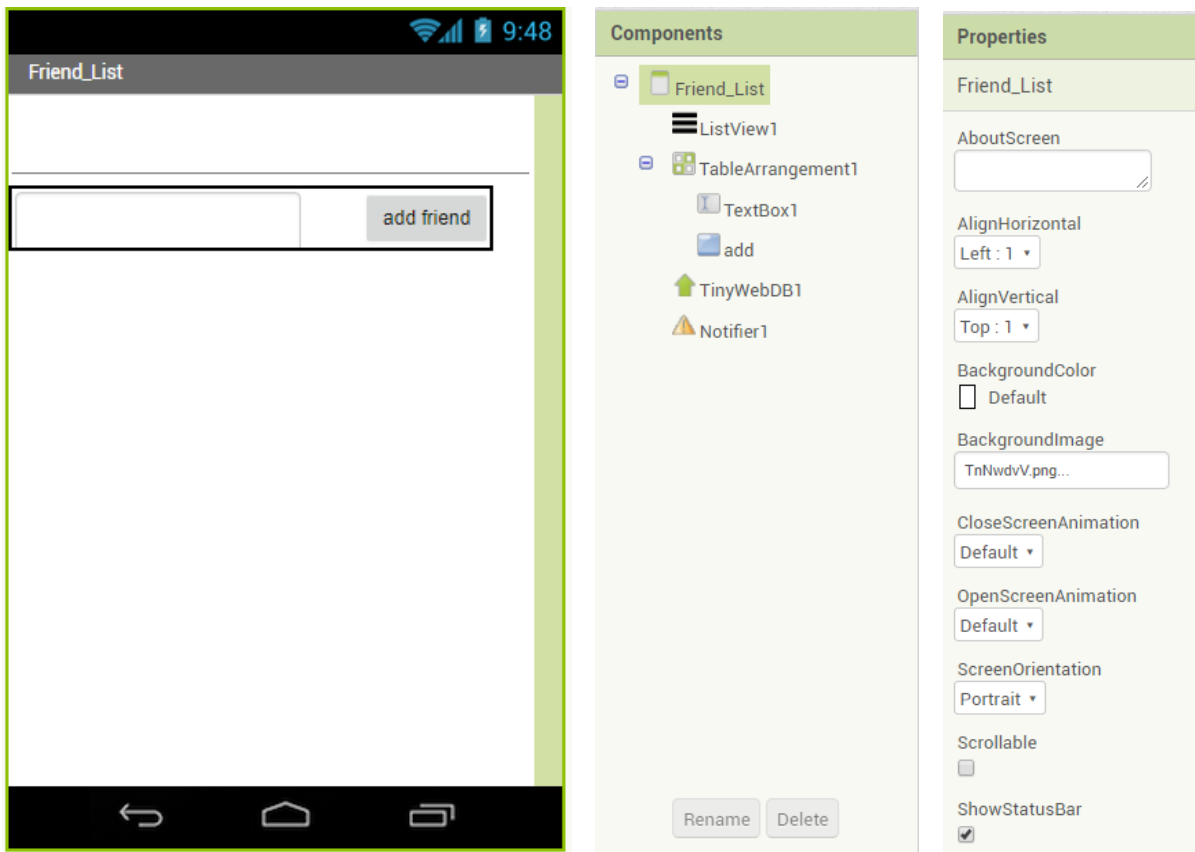 9:48
Friend_List
add friend
Components
Friend_List
ListView1
TableArrangement1
TextBox1
add
TinyWebDB1
Notifier1
Rename
Delete
Properties
Friend_List
AboutScreen
AlignHorizontal
Left : 1
AlignVertical
Top : 1
BackgroundColor
Default
BackgroundImage
TnNwdvV.png...
CloseScreenAnimation
Default
OpenScreenAnimation
Default
ScreenOrientation
Portrait
Scrollable
ShowStatusBar